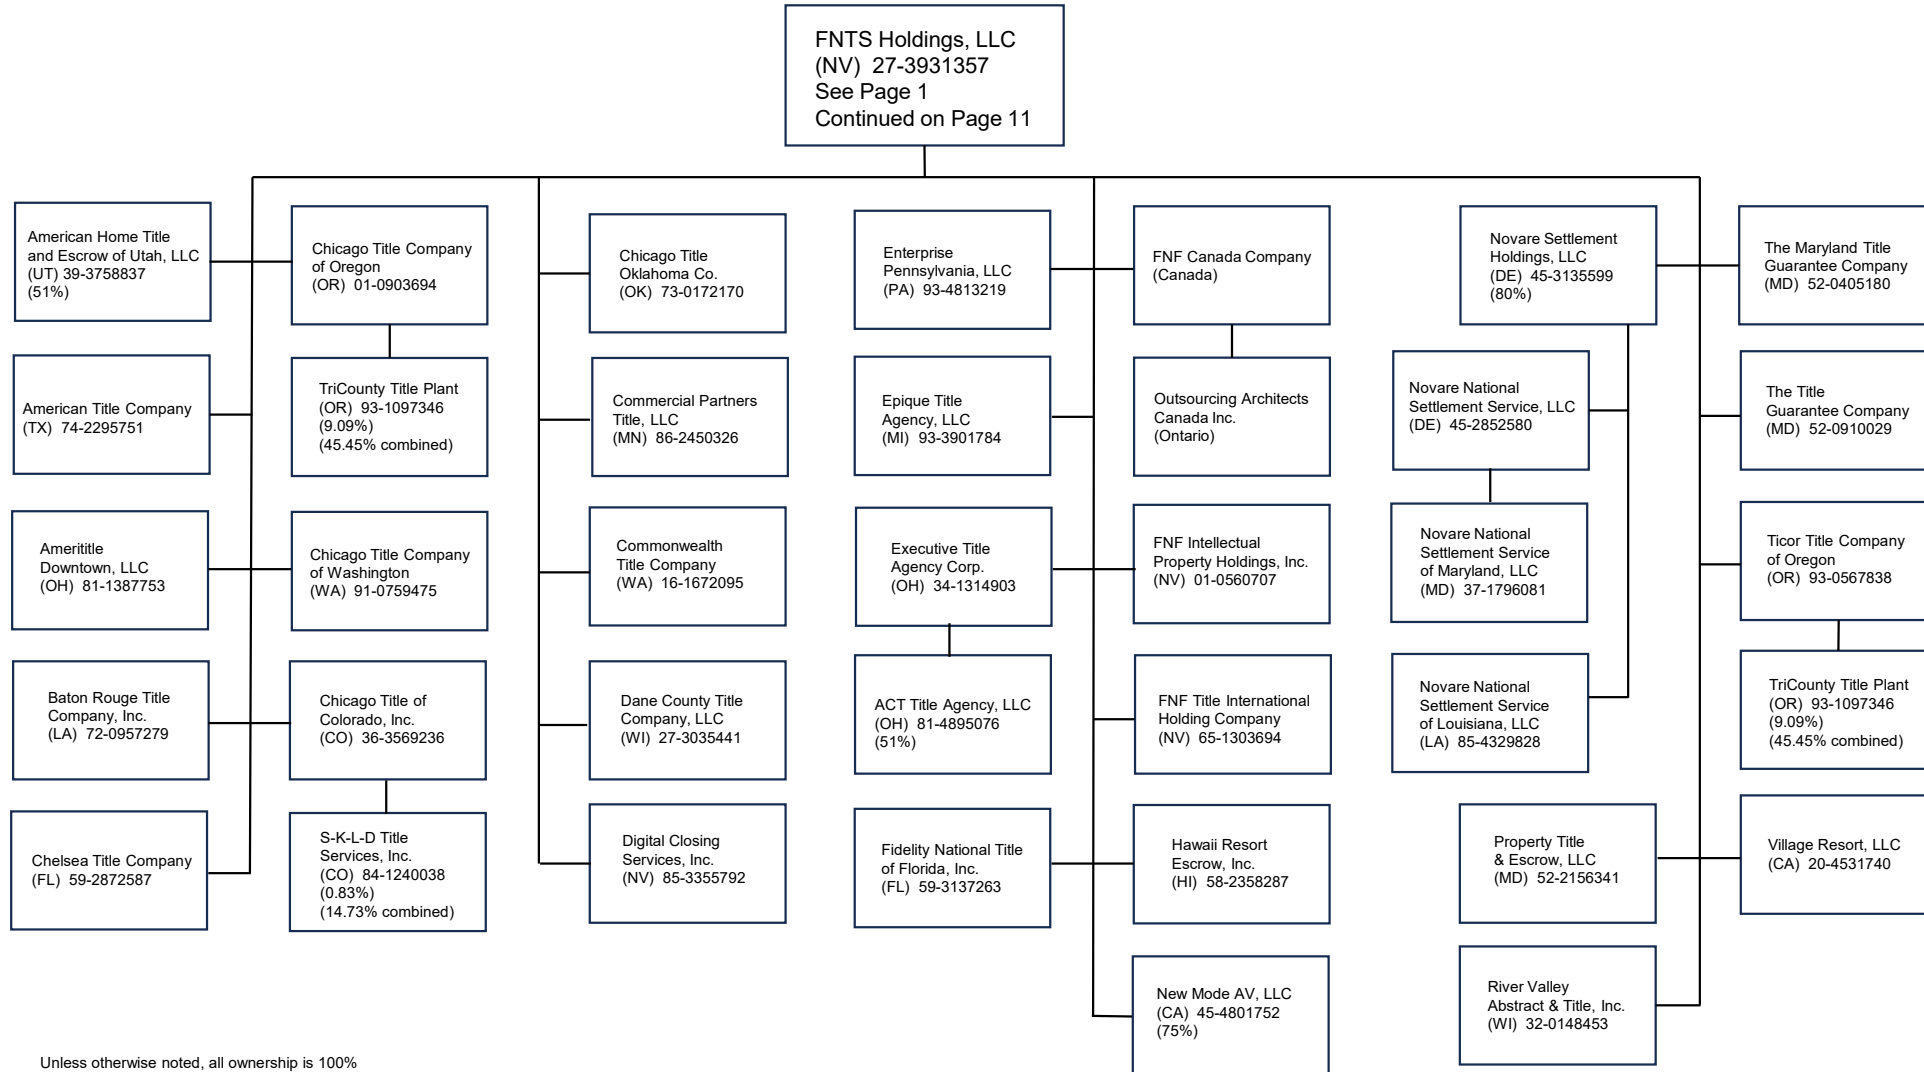 FNTS Holdings, LLC
(NV) 27-3931357
See Page 1
Continued on Page 11
American Home Title
and Escrow of Utah, LLC
(UT) 39-3758837
(51%)
American Title Company
(TX) 74-2295751
Amerititle
Downtown, LLC
(OH) 81-1387753
Baton Rouge Title
Company, Inc.
(LA) 72-0957279
Chelsea Title Company
(FL) 59-2872587
Chicago Title Company
of Oregon
(OR) 01-0903694
TriCounty Title Plant
(OR) 93-1097346
(9.09%)
(45.45% combined)
Chicago Title Company
of Washington
(WA) 91-0759475
Chicago Title of
Colorado, Inc.
(CO) 36-3569236
S-K-L-D Title
Services, Inc.
(CO) 84-1240038
(0.83%)
(14.73% combined)
Chicago Title
Oklahoma Co.
(OK) 73-0172170
Commercial Partners
Title, LLC
(MN) 86-2450326
Commonwealth
Title Company
(WA) 16-1672095
Dane County Title
Company, LLC
(WI) 27-3035441
Digital Closing
Services, Inc.
(NV) 85-3355792
Enterprise
Pennsylvania, LLC
(PA) 93-4813219
Epique Title
Agency, LLC
(MI) 93-3901784
Executive Title
Agency Corp.
(OH) 34-1314903
ACT Title Agency, LLC
(OH) 81-4895076
(51%)
Fidelity National Title
of Florida, Inc.
(FL) 59-3137263
FNF Canada Company
(Canada)
Outsourcing Architects
Canada Inc.
(Ontario)
FNF Intellectual
Property Holdings, Inc.
(NV) 01-0560707
FNF Title International
Holding Company
(NV) 65-1303694
Hawaii Resort
Escrow, Inc.
(HI) 58-2358287
New Mode AV, LLC
(CA) 45-4801752
(75%)
Novare Settlement
Holdings, LLC
(DE) 45-3135599
(80%)
Novare National
Settlement Service, LLC
(DE) 45-2852580
Novare National
Settlement Service
of Maryland, LLC
(MD) 37-1796081
Novare National
Settlement Service
of Louisiana, LLC
(LA) 85-4329828
Property Title
& Escrow, LLC
(MD) 52-2156341
River Valley
Abstract & Title, Inc.
(WI) 32-0148453
The Maryland Title
Guarantee Company
(MD) 52-0405180
The Title
Guarantee Company
(MD) 52-0910029
Ticor Title Company
of Oregon
(OR) 93-0567838
TriCounty Title Plant
(OR) 93-1097346
(9.09%)
(45.45% combined)
Village Resort, LLC
(CA) 20-4531740
Unless otherwise noted, all ownership is 100%